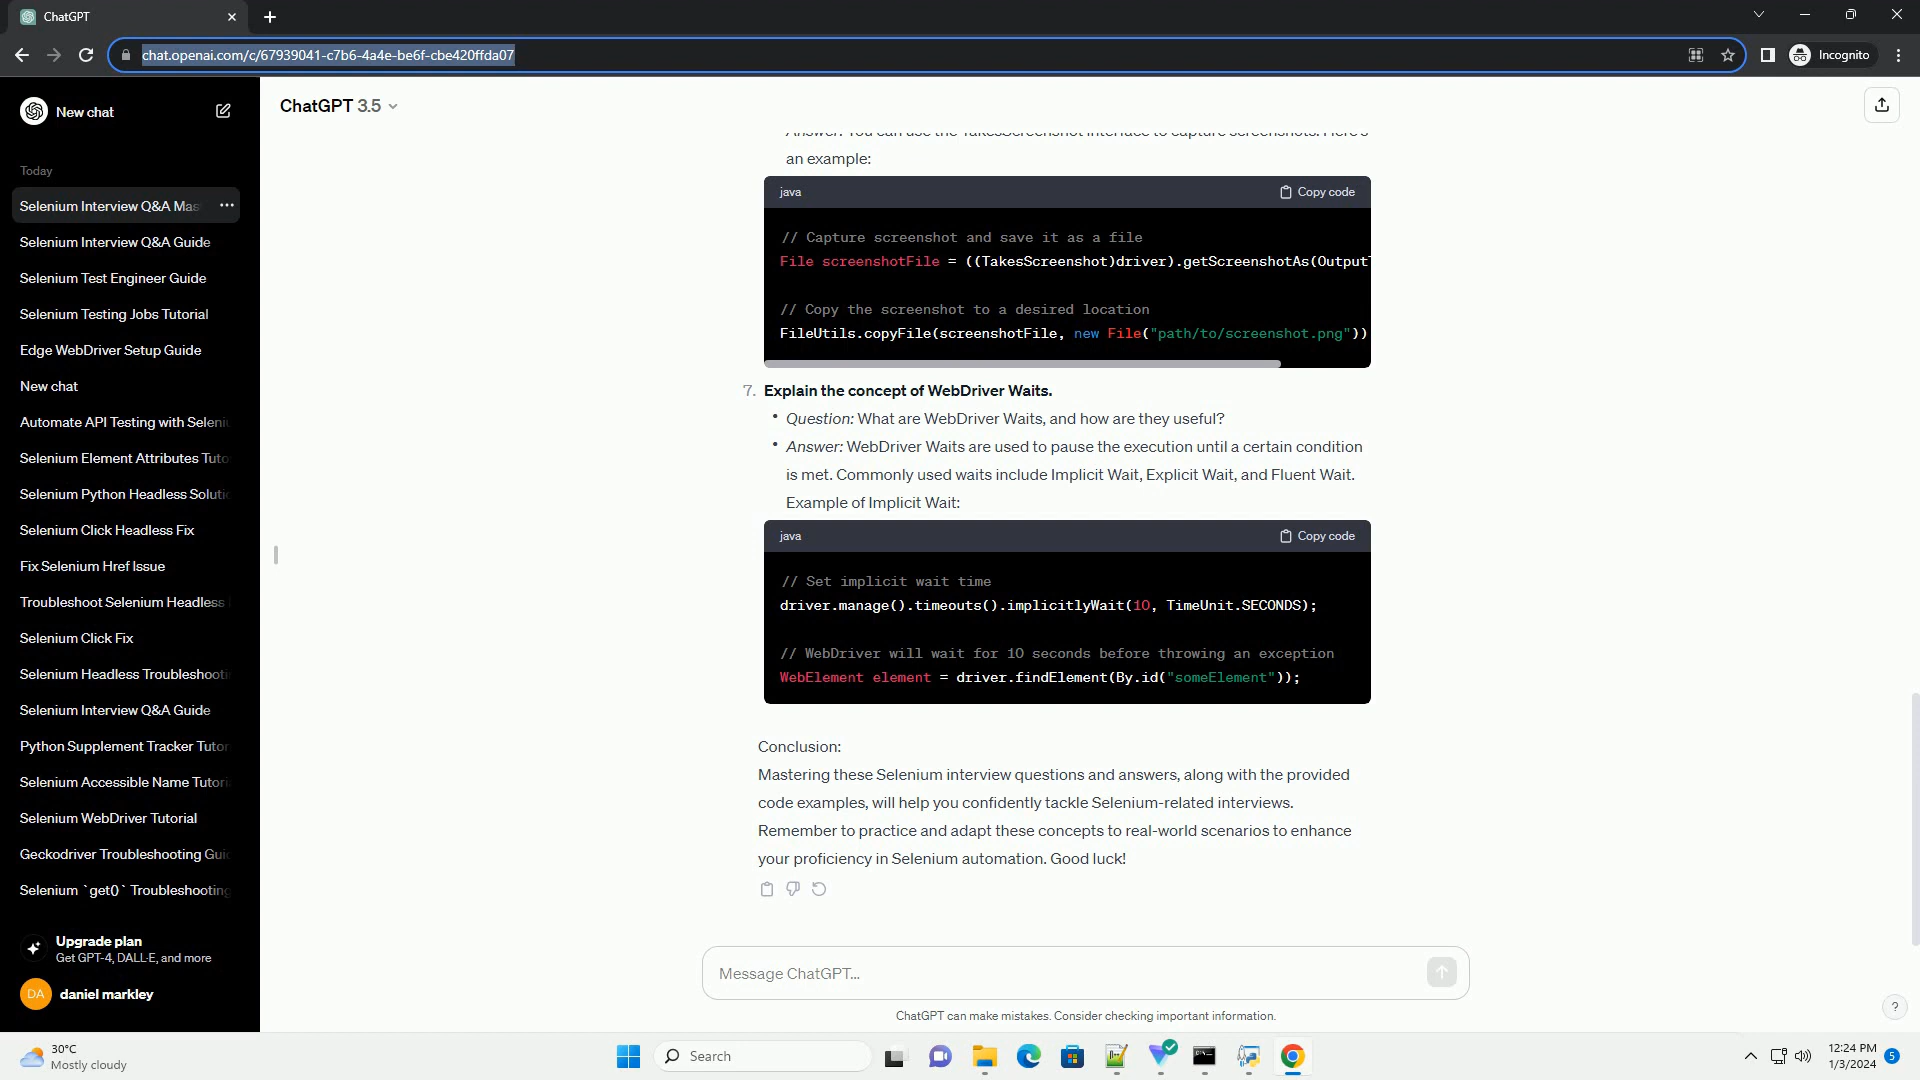 ChatGPT
chat.openai.com/c/67939041-c7b6-4a4e-be6f-cbe420ffda07
Incognito
New chat
ChatGPT 3.5
Today
Selenium Interview Q&A Mas
Selenium Interview Q&A Guide
Selenium Test Engineer Guide
Selenium Testing Jobs Tutorial
Edge WebDriver Setup Guide
New chat
Automate API Testing with Seleni
Selenium Element Attributes Tuto
Selenium Python Headless Soluti
Selenium Click Headless Fix
Fix Selenium Href Issue
Troubleshoot Selenium Headless
Selenium Click Fix
Selenium Headless Troubleshooti
Selenium Interview Q&A Guide
Python Supplement Tracker Tutor
Selenium Accessible Name Tutori
Selenium WebDriver Tutorial
Geckodriver Troubleshooting Gui
Selenium `get()` Troubleshooting
Upgrade plan
Get GPT-4, DALL·E, and more
DA daniel markley
Answer: You can use the TakesScreenshot interface to capture screenshots. Here's
an example:
java
Copy code
// Capture screenshot and save it as a file
File screenshotFile = ((TakesScreenshot)driver).getScreenshotAs(OutputT
// Copy the screenshot to a desired location
FileUtils.copyFile(screenshotFile, new File("path/to/screenshot.png"))
7. Explain the concept of WebDriver Waits.
• Question: What are WebDriver Waits, and how are they useful?
• Answer: WebDriver Waits are used to pause the execution until a certain condition
is met. Commonly used waits include Implicit Wait, Explicit Wait, and Fluent Wait.
Example of Implicit Wait:
java
Copy code
// Set implicit wait time
driver.manage().timeouts().implicitlyWait(10, TimeUnit.SECONDS);
// WebDriver will wait for 10 seconds before throwing an exception
WebElement element = driver.findElement(By.id("someElement"));
Conclusion:
Mastering these Selenium interview questions and answers, along with the provided
code examples, will help you confidently tackle Selenium-related interviews.
Remember to practice and adapt these concepts to real-world scenarios to enhance
your proficiency in Selenium automation. Good luck!
Message ChatGPT...
ChatGPT can make mistakes. Consider checking important information.
?
30°C
Mostly cloudy
Search
12:24 PM
1/3/2024
5